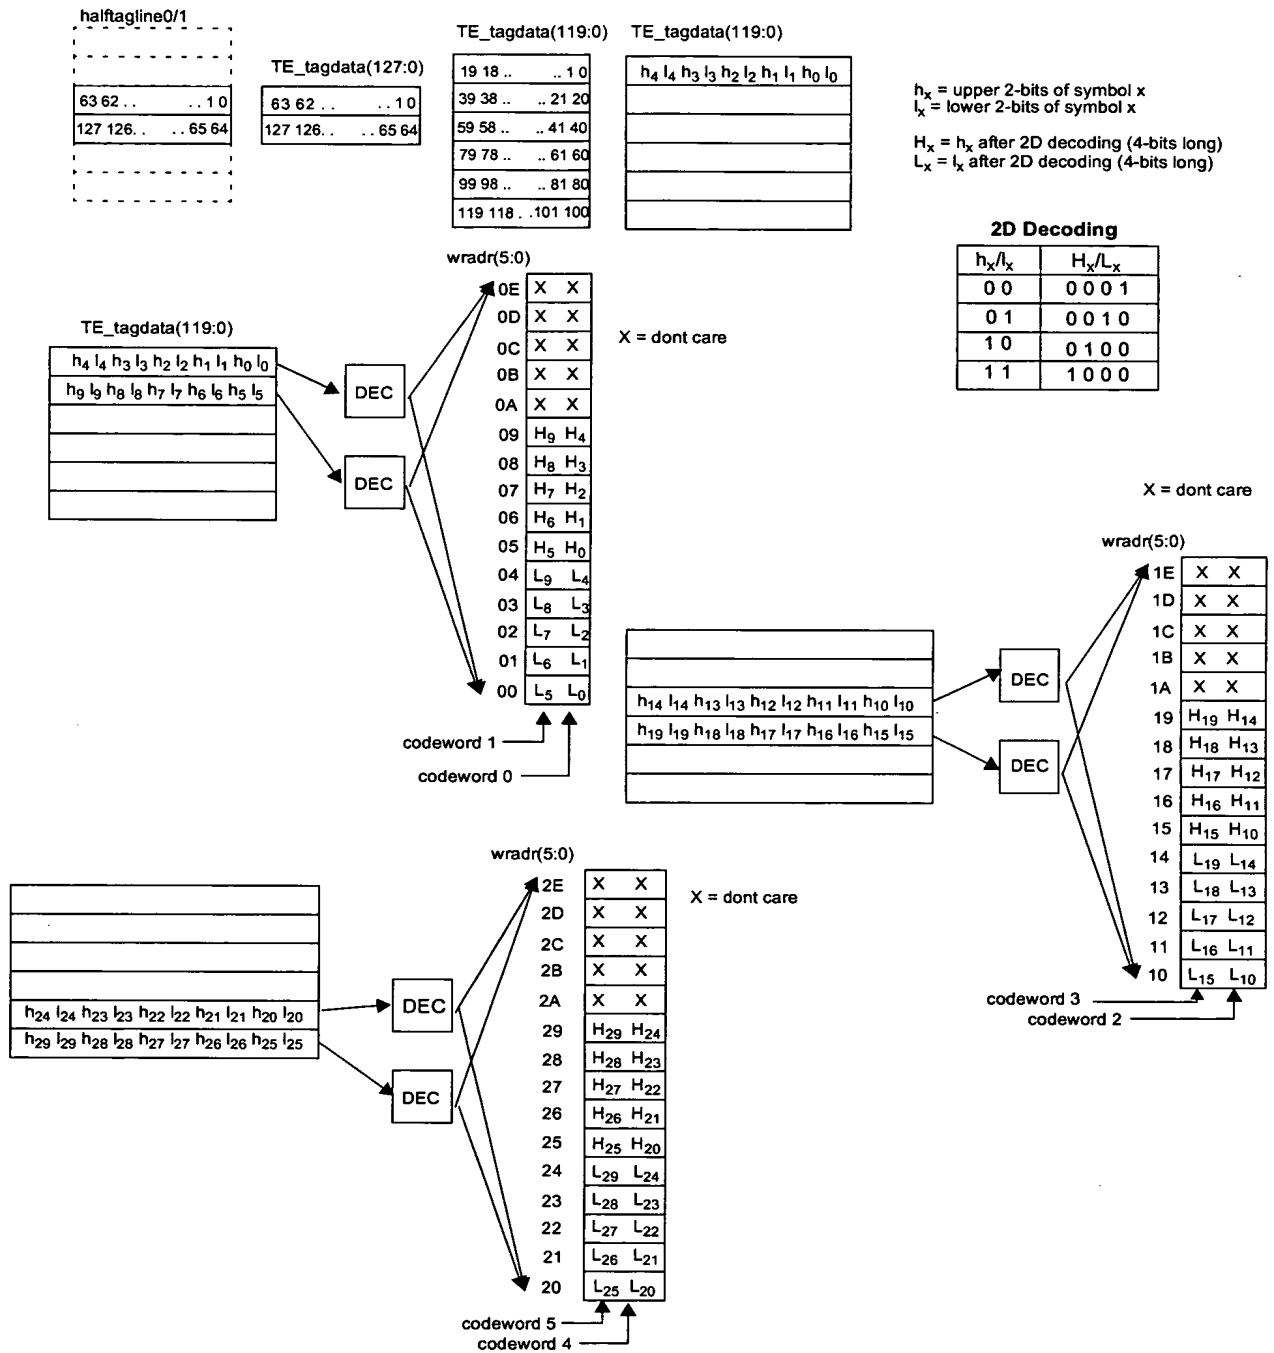 halftagline0/1
63 62 . . . . 1 0
127 126. . . . 65 64
TE_tagdata(127:0)
63 62 . . . . 1 0
127 126. . . . 65 64
TE_tagdata(119:0)
19 18 .. .. 1 0
39 38 .. .. 21 20
59 58 .. .. 41 40
79 78 .. .. 61 60
99 98 .. .. 81 80
119 118 . . 101 100
TE_tagdata(119:0)
h4 l4 h3 l3 h2 l2 h1 l1 h0 l0
hx = upper 2-bits of symbol x
lx = lower 2-bits of symbol x
Hx = hx after 2D decoding (4-bits long)
Lx = lx after 2D decoding (4-bits long)
2D Decoding
hx/lx Hx/Lx
0 0 0 0 0 1
0 1 0 0 1 0
1 0 0 1 0 0
1 1 1 0 0 0
TE_tagdata(119:0)
h4 l4 h3 l3 h2 l2 h1 l1 h0 l0
h9 l9 h8 l8 h7 l7 h6 l6 h5 l5
DEC
DEC
wradr(5:0)
0E X X
0D X X
0C X X
0B X X
0A X X
09 H9 H4
08 H8 H3
07 H7 H2
06 H6 H1
05 H5 H0
04 L9 L4
03 L8 L3
02 L7 L2
01 L6 L1
00 L5 L0
X = dont care
codeword 1
codeword 0
h14 l14 h13 l13 h12 l12 h11 l11 h10 l10
h19 l19 h18 l18 h17 l17 h16 l16 h15 l15
DEC
DEC
X = dont care
wradr(5:0)
1E X X
1D X X
1C X X
1B X X
1A X X
19 H19 H14
18 H18 H13
17 H17 H12
16 H16 H11
15 H15 H10
14 L19 L14
13 L18 L13
12 L17 L12
11 L16 L11
10 L15 L10
codeword 3
codeword 2
h24 l24 h23 l23 h22 l22 h21 l21 h20 l20
h29 l29 h28 l28 h27 l27 h26 l26 h25 l25
DEC
DEC
wradr(5:0)
2E X X
2D X X
2C X X
2B X X
2A X X
29 H29 H24
28 H28 H23
27 H27 H22
26 H26 H21
25 H25 H20
24 L29 L24
23 L28 L23
22 L27 L22
21 L26 L21
20 L25 L20
X = dont care
codeword 5
codeword 4